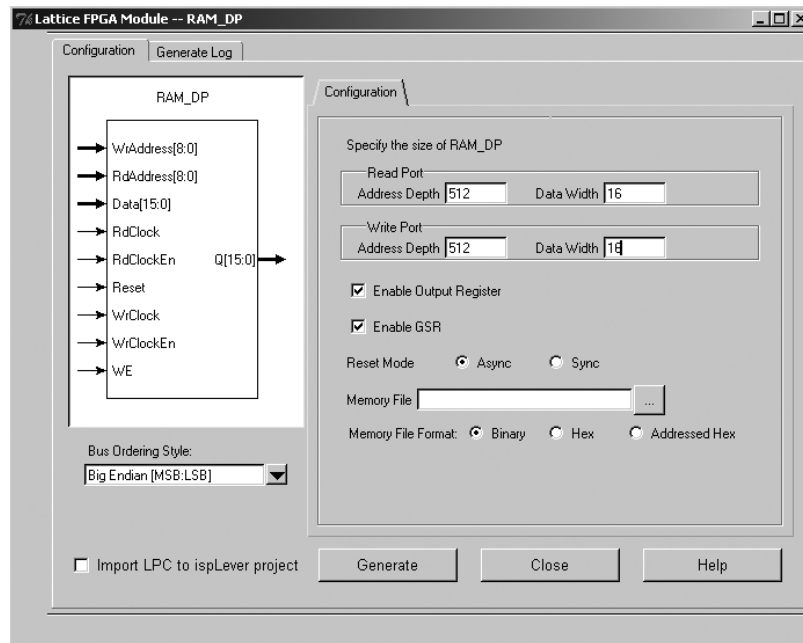 Lattice FPGA Module -- RAM_DP
Configuration Generate Log
RAM_DP
WrAddress[8:0]
RdAddress[8:0]
Data[15:0]
RdClock
RdClockEn Q[15:0]
Reset
WrClock
WrClockEn
WE
Bus Ordering Style:
Big Endian [MSB:LSB]
Configuration
Specify the size of RAM_DP
Read Port
Address Depth 512 Data Width 16
Write Port
Address Depth 512 Data Width 16
Enable Output Register
Enable GSR
Reset Mode Async Sync
Memory File ...
Memory File Format: Binary Hex Addressed Hex
Import LPC to ispLever project Generate Close Help